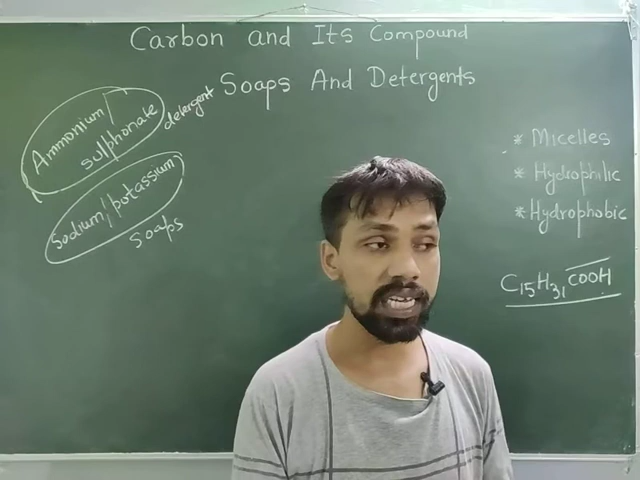 Carbon and Its Compound
Soaps And Detergents
Ammonium/
sulphonate
detergent
Sodium/potassium
soaps
* Micelles
* Hydrophilic
* Hydrophobic
C₁₅H₃₁COOH